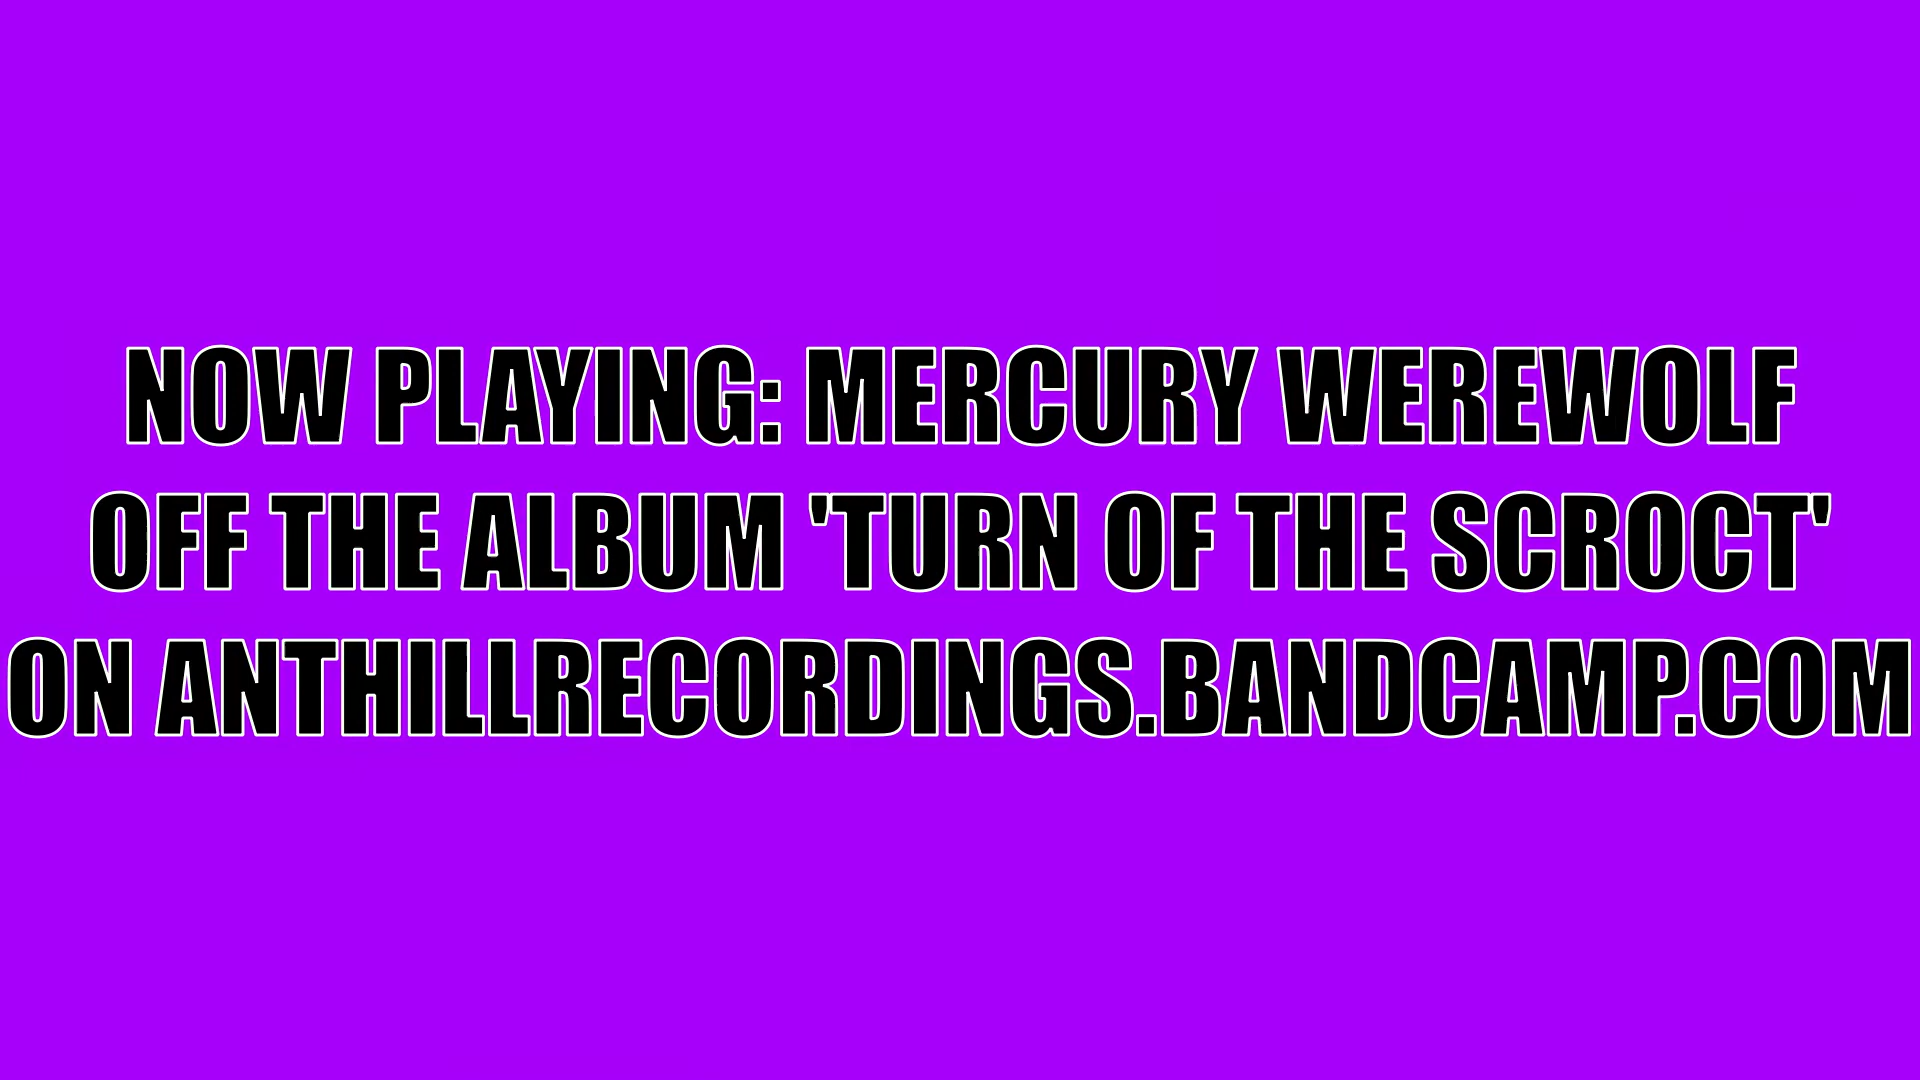 NOW PLAYING: MERCURY WEREWOLF
OFF THE ALBUM 'TURN OF THE SCROCT'
ON ANTHILLRECORDINGS.BANDCAMP.COM